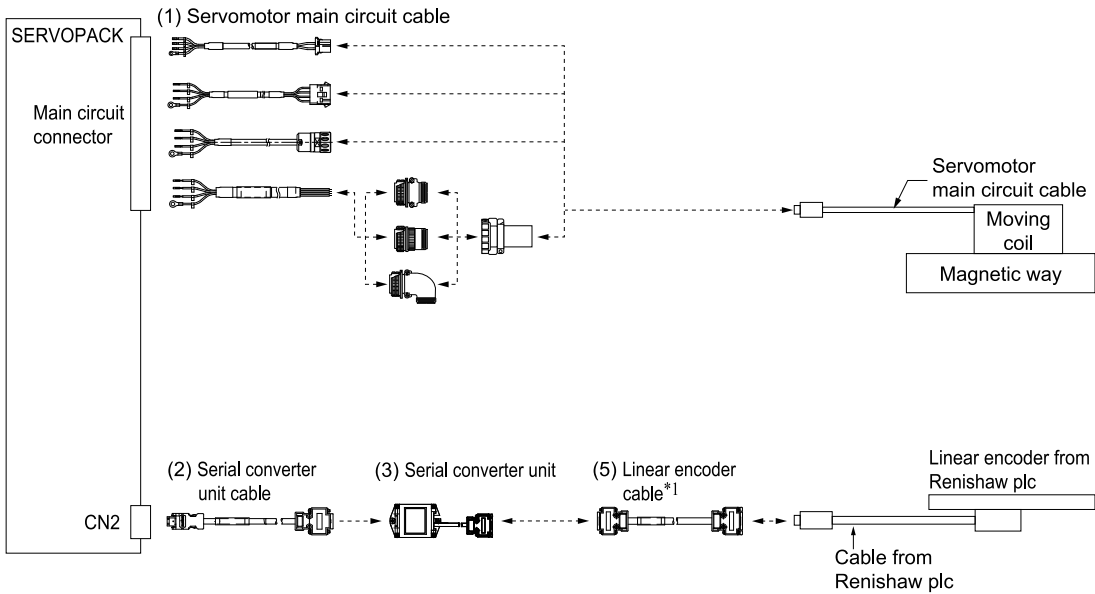 (1) Servomotor main circuit cable
SERVOPACK
Main circuit
connector
Servomotor
main circuit cable
Moving
coil
Magnetic way
(2) Serial converter
unit cable
(3) Serial converter unit
(5) Linear encoder
cable*1
Linear encoder from
Renishaw plc
CN2
Cable from
Renishaw plc